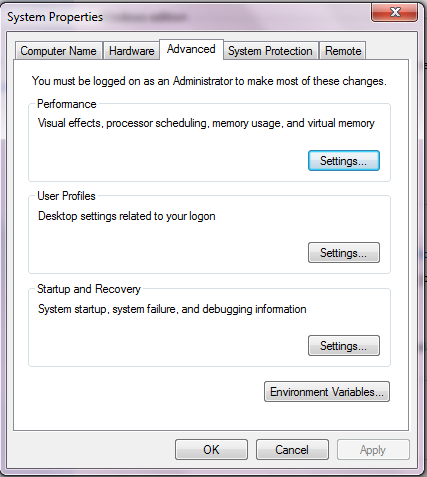 System Properties
Computer Name
Hardware
Advanced
System Protection
Remote
You must be logged on as an Administrator to make most of these changes.
Performance
Visual effects, processor scheduling, memory usage, and virtual memory
Settings...
User Profiles
Desktop settings related to your logon
Settings...
Startup and Recovery
System startup, system failure, and debugging information
Settings...
Environment Variables...
OK
Cancel
Apply